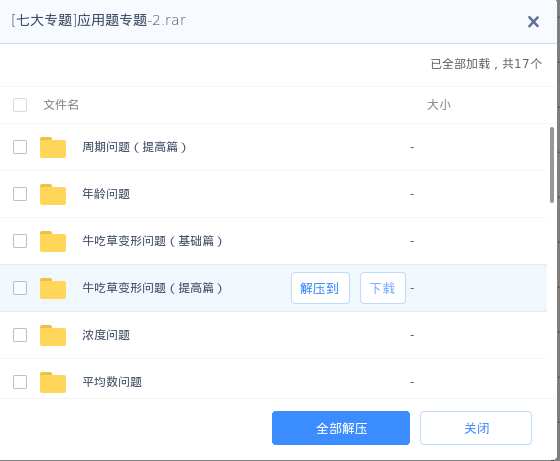 [七大专题]应用题专题-2.rar
已全部加载，共17个
文件名 大小
周期问题（提高篇） -
年龄问题 -
牛吃草变形问题（基础篇） -
牛吃草变形问题（提高篇） 解压到 下载 -
浓度问题 -
平均数问题 -
全部解压 关闭